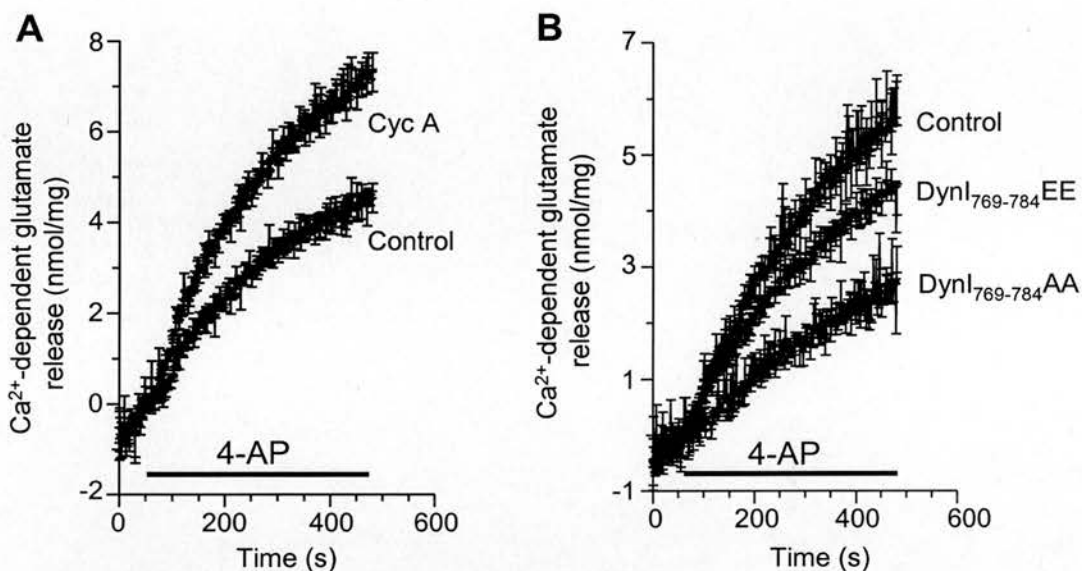 A
Ca²⁺-dependent glutamate
release (nmol/mg)
8
6
4
2
0
-2
Cyc A
Control
4-AP
0
200
400
600
Time (s)
B
Ca²⁺-dependent glutamate
release (nmol/mg)
7
5
3
1
-1
Control
DynI₇₆₉₋₇₈₄EE
DynI₇₆₉₋₇₈₄AA
4-AP
0
200
400
600
Time (s)